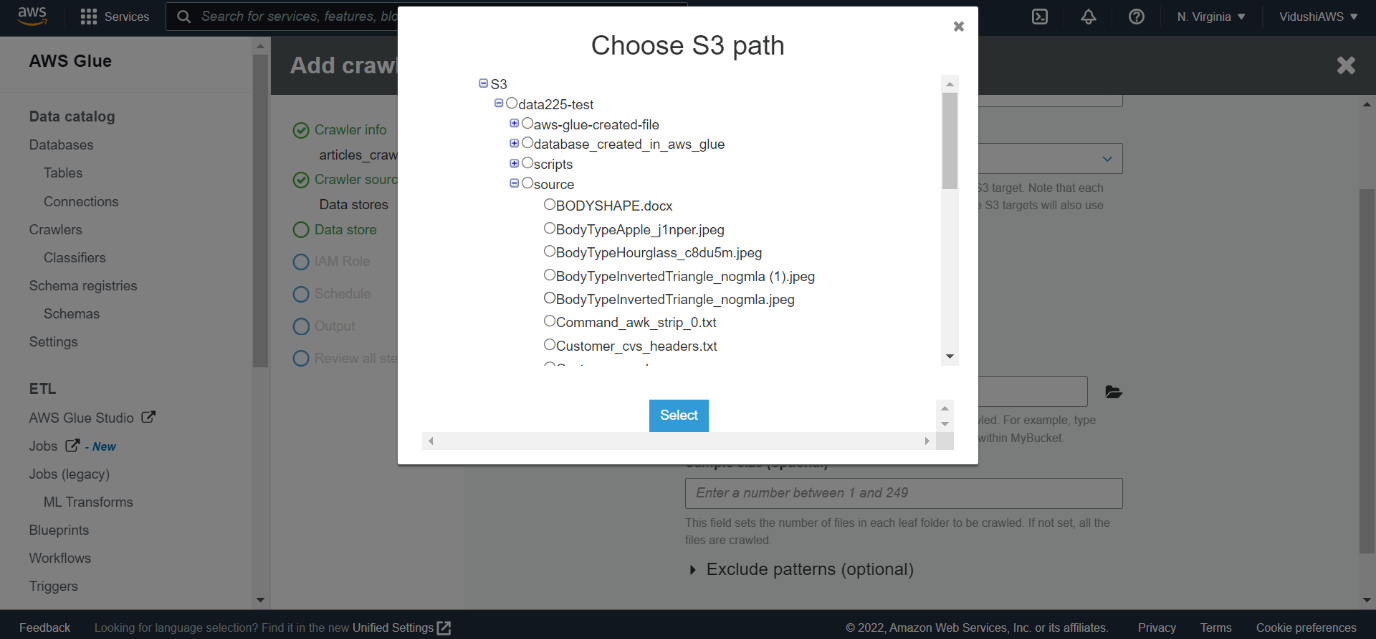 aws
Services
Search for services, features, blo
N. Virginia
VidushiAWS
AWS Glue
Data catalog
Databases
Tables
Connections
Crawlers
Classifiers
Schema registries
Schemas
Settings
ETL
AWS Glue Studio
Jobs - New
Jobs (legacy)
ML Transforms
Blueprints
Workflows
Triggers
Add crawl
Crawler info
articles_craw
Crawler sourc
Data stores
Data store
IAM Role
Schedule
Output
Review all ste
Choose S3 path
S3
data225-test
aws-glue-created-file
database_created_in_aws_glue
scripts
source
BODYSHAPE.docx
BodyTypeApple_j1nper.jpeg
BodyTypeHourglass_c8du5m.jpeg
BodyTypeInvertedTriangle_nogmla (1).jpeg
BodyTypeInvertedTriangle_nogmla.jpeg
Command_awk_strip_0.txt
Customer_cvs_headers.txt
Select
S3 target. Note that each
S3 targets will also use
led. For example, type
within MyBucket.
Sample size (optional)
Enter a number between 1 and 249
This field sets the number of files in each leaf folder to be crawled. If not set, all the
files are crawled.
Exclude patterns (optional)
Feedback
Looking for language selection? Find it in the new Unified Settings
© 2022, Amazon Web Services, Inc. or its affiliates.
Privacy
Terms
Cookie preferences